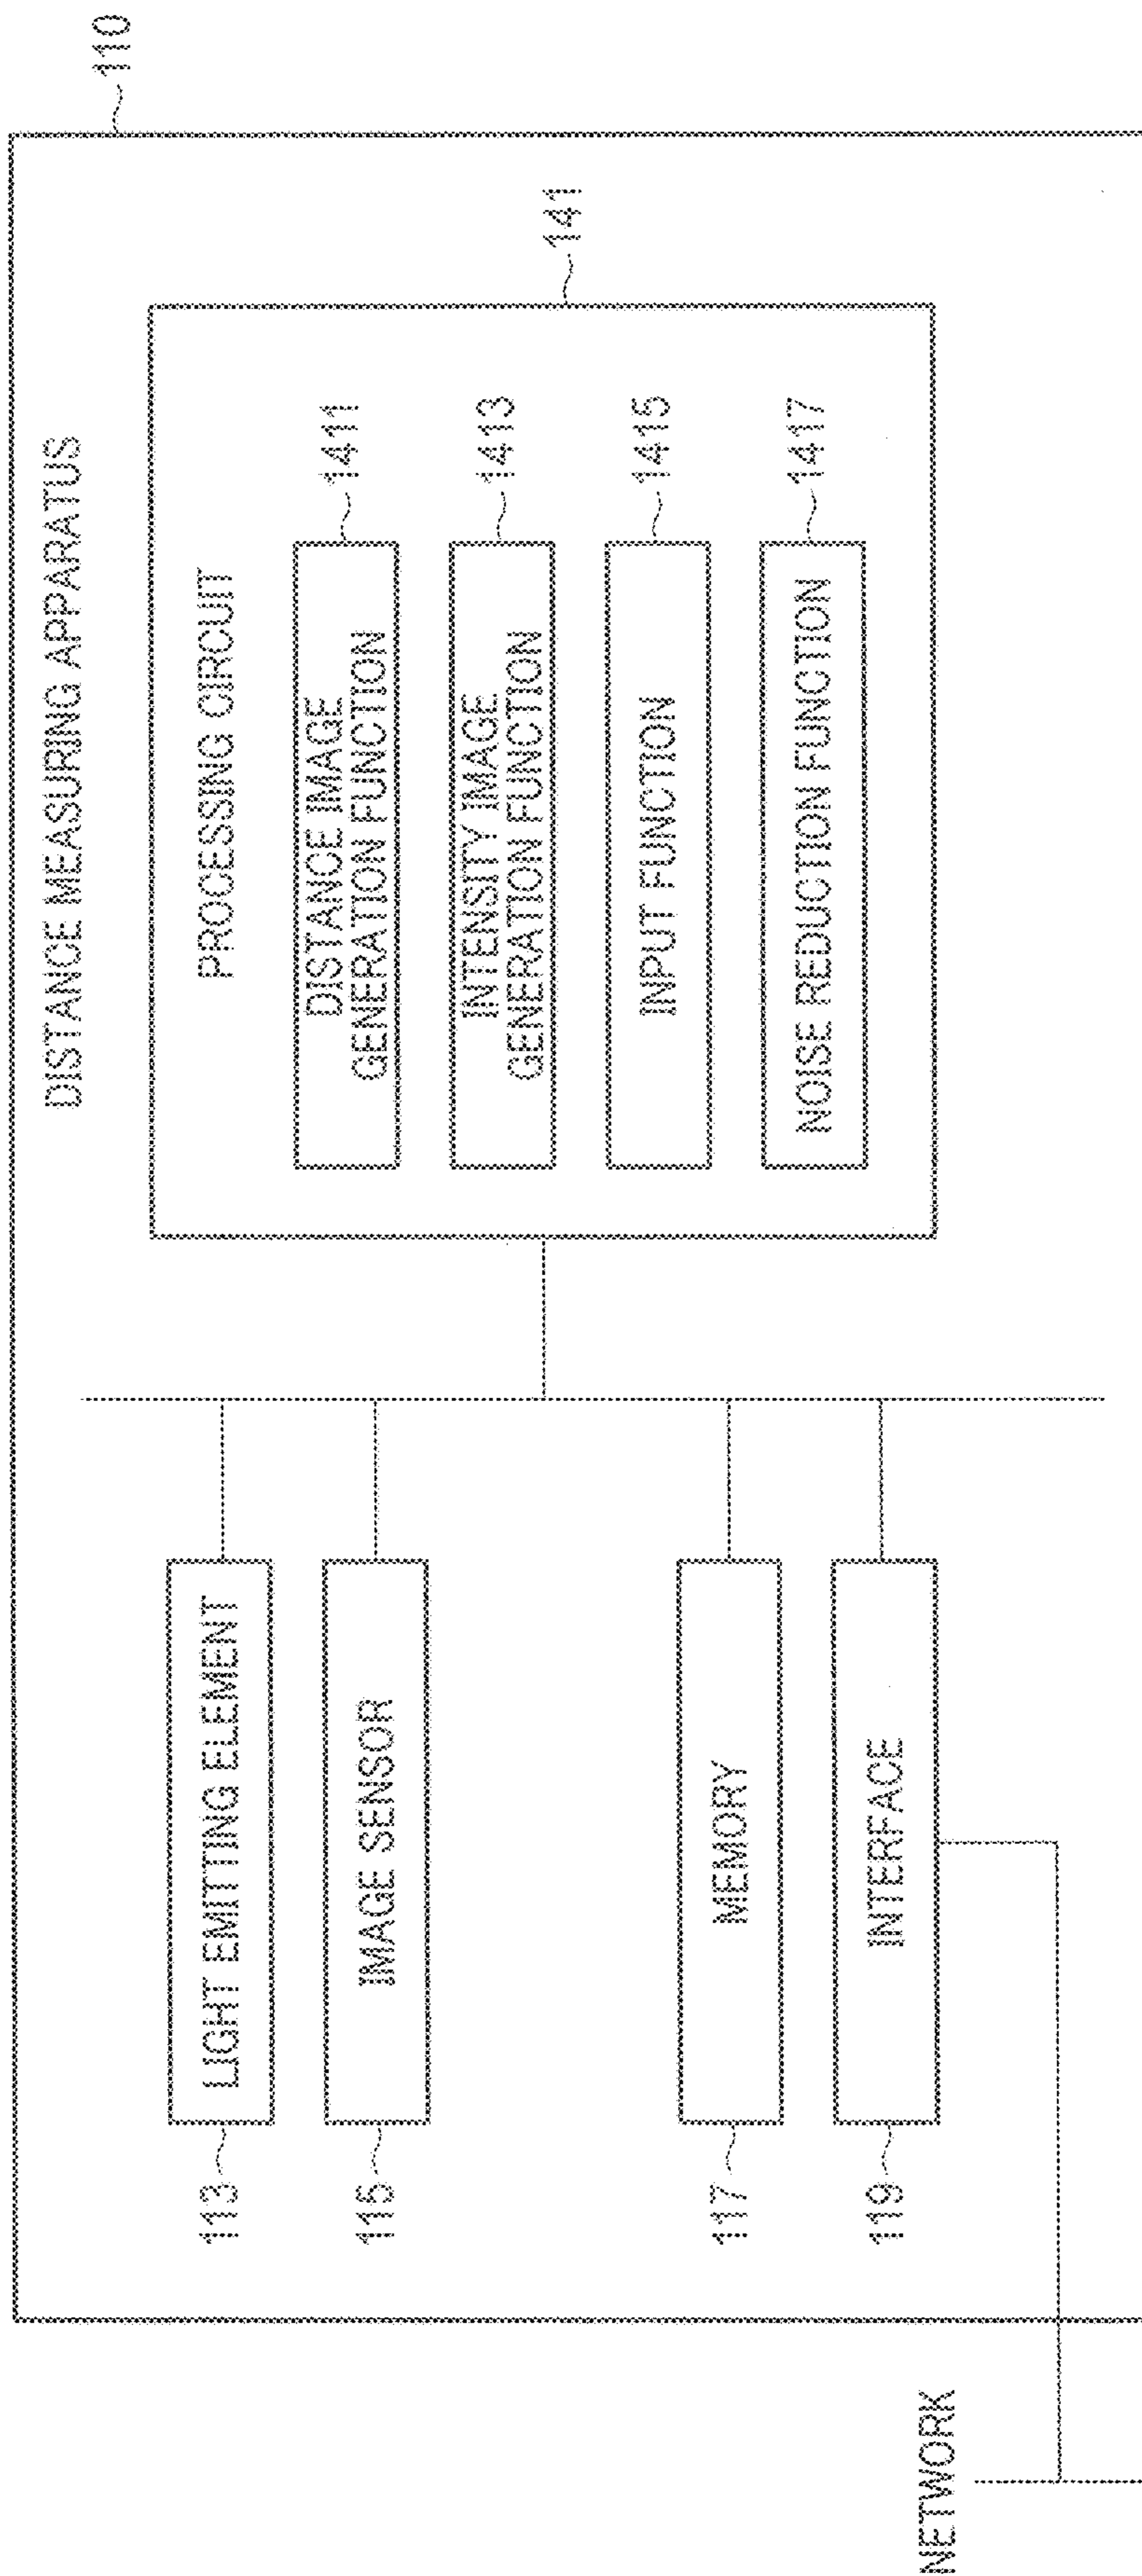 110
DISTANCE MEASURING APPARATUS
141
PROCESSING CIRCUIT
DISTANCE IMAGE
GENERATION FUNCTION
1411
INTENSITY IMAGE
GENERATION FUNCTION
1413
INPUT FUNCTION
1415
NOISE REDUCTION FUNCTION
1417
113
LIGHT EMITTING ELEMENT
115
IMAGE SENSOR
117
MEMORY
119
INTERFACE
NETWORK